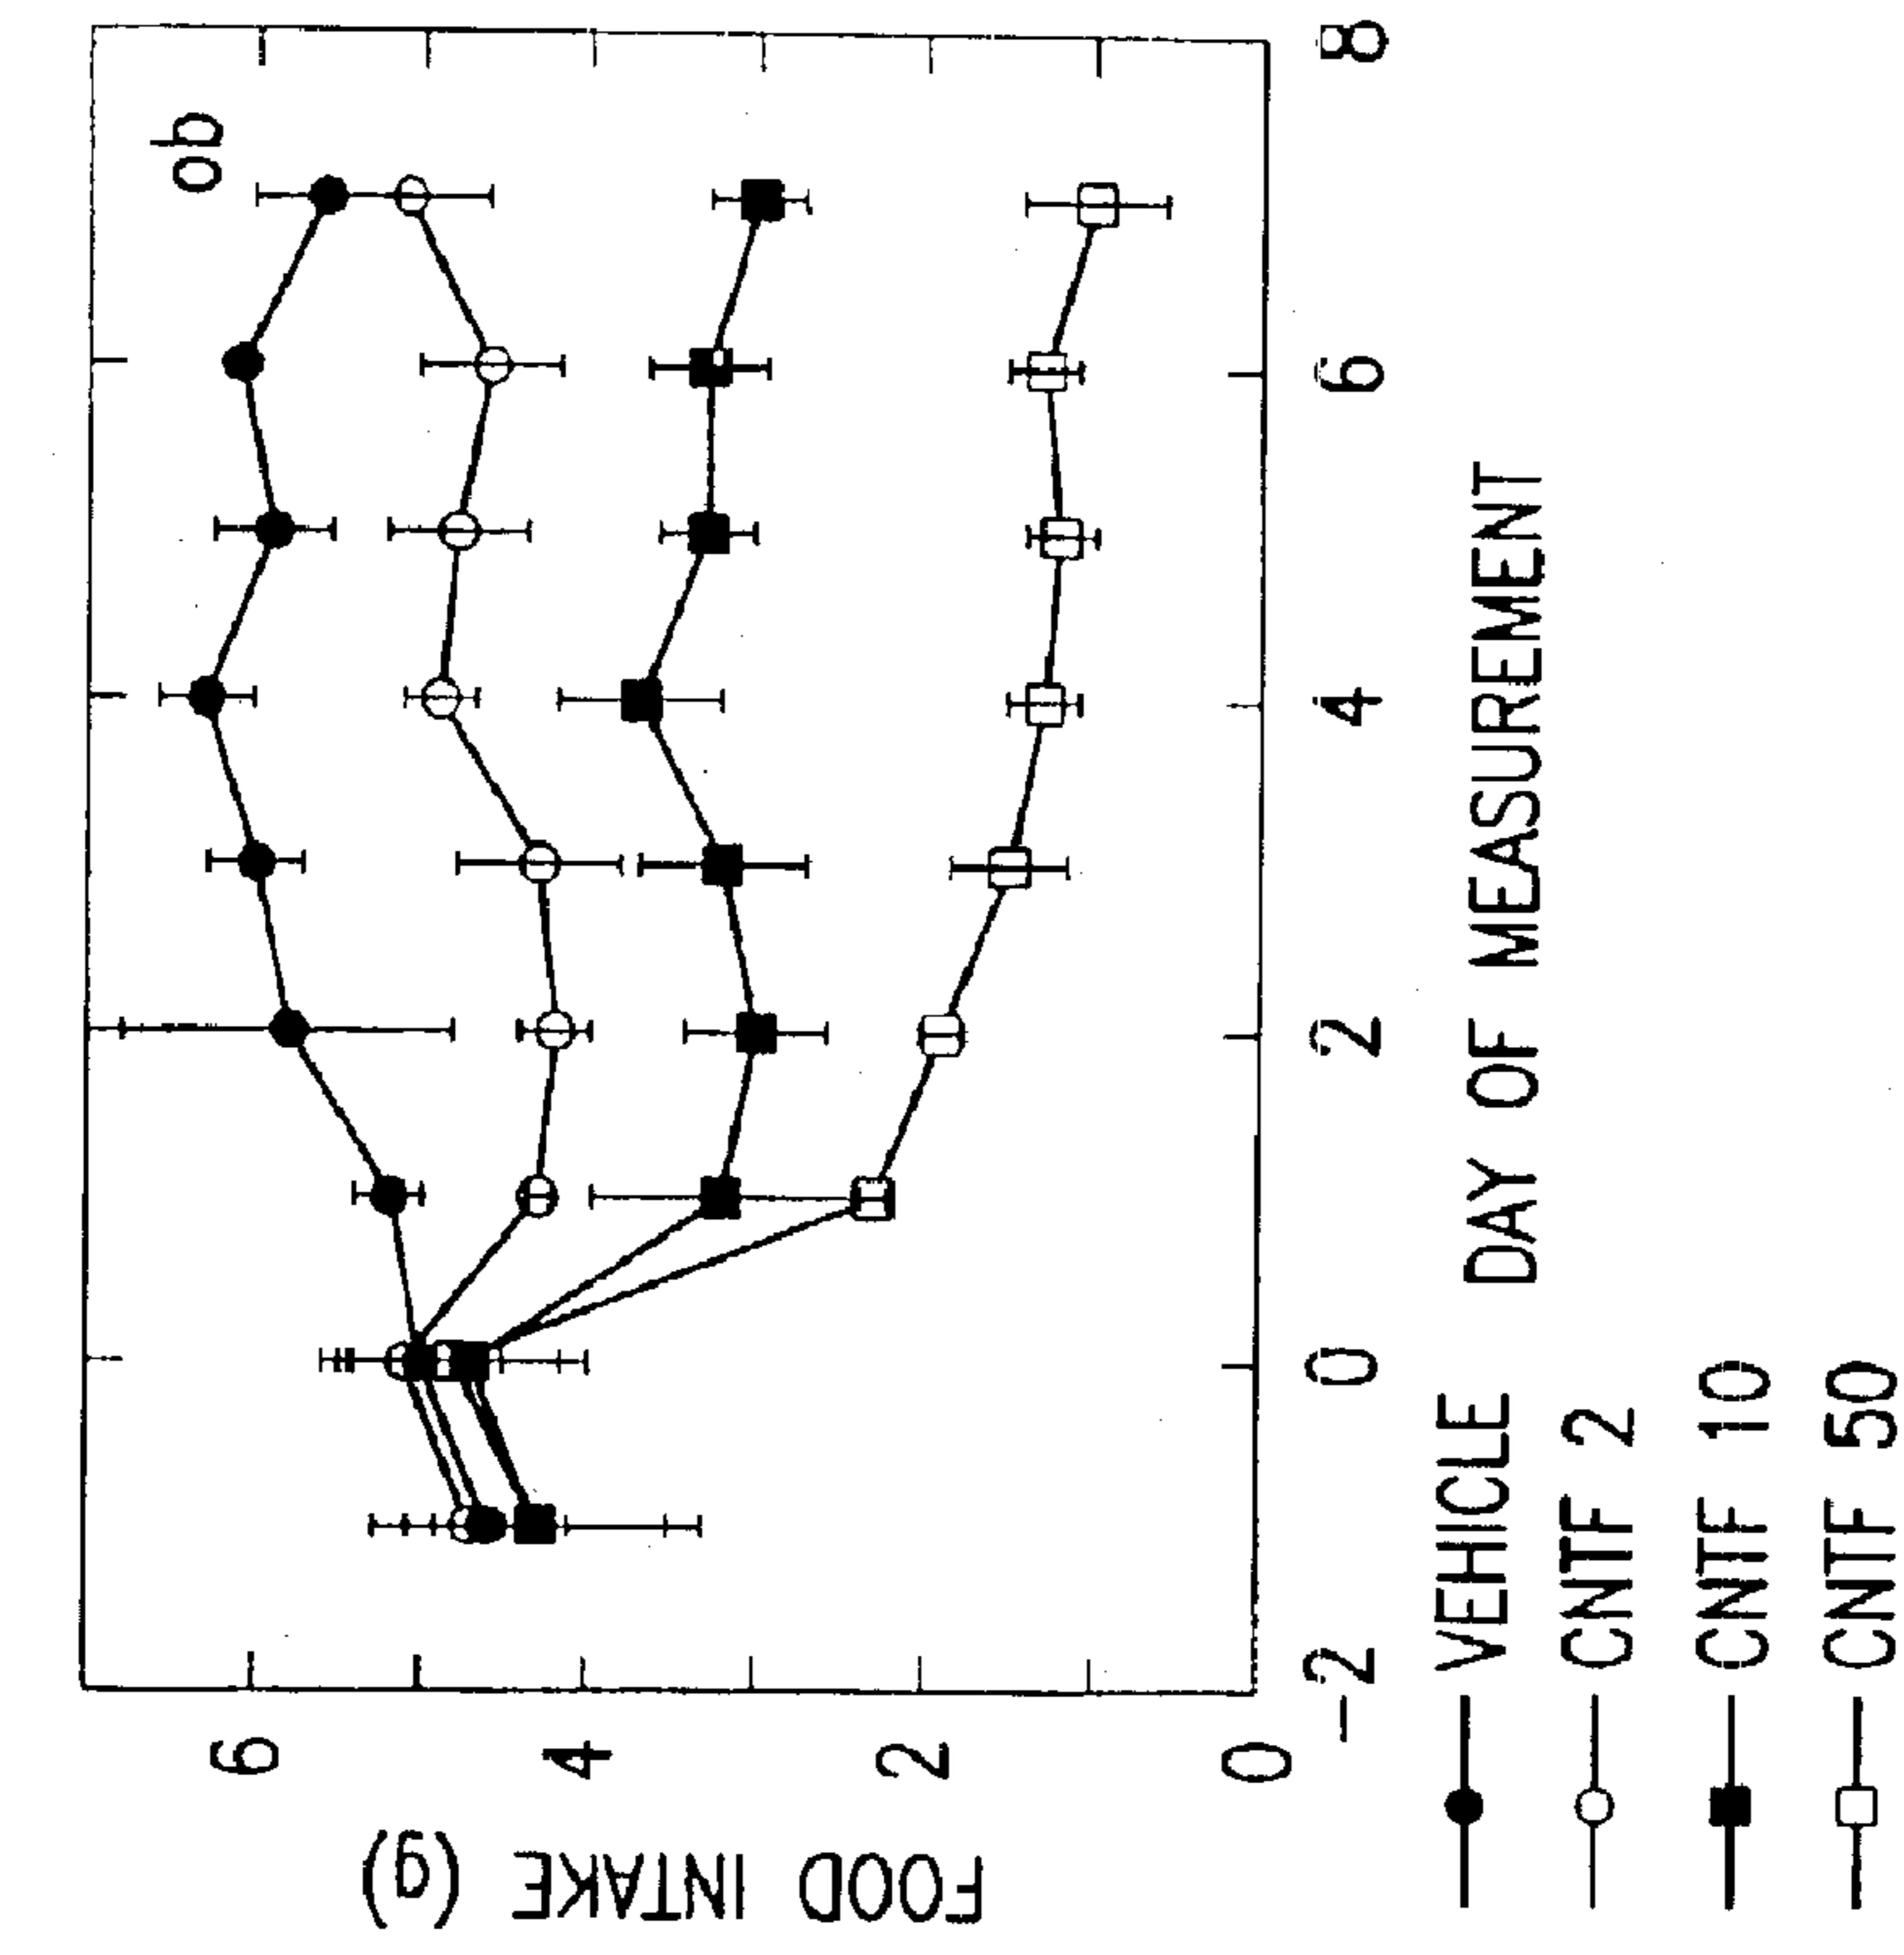 ob
FOOD INTAKE (g)
6
4
2
0
-2
0
2
4
6
8
DAY OF MEASUREMENT
VEHICLE
CNTF 2
CNTF 10
CNTF 50